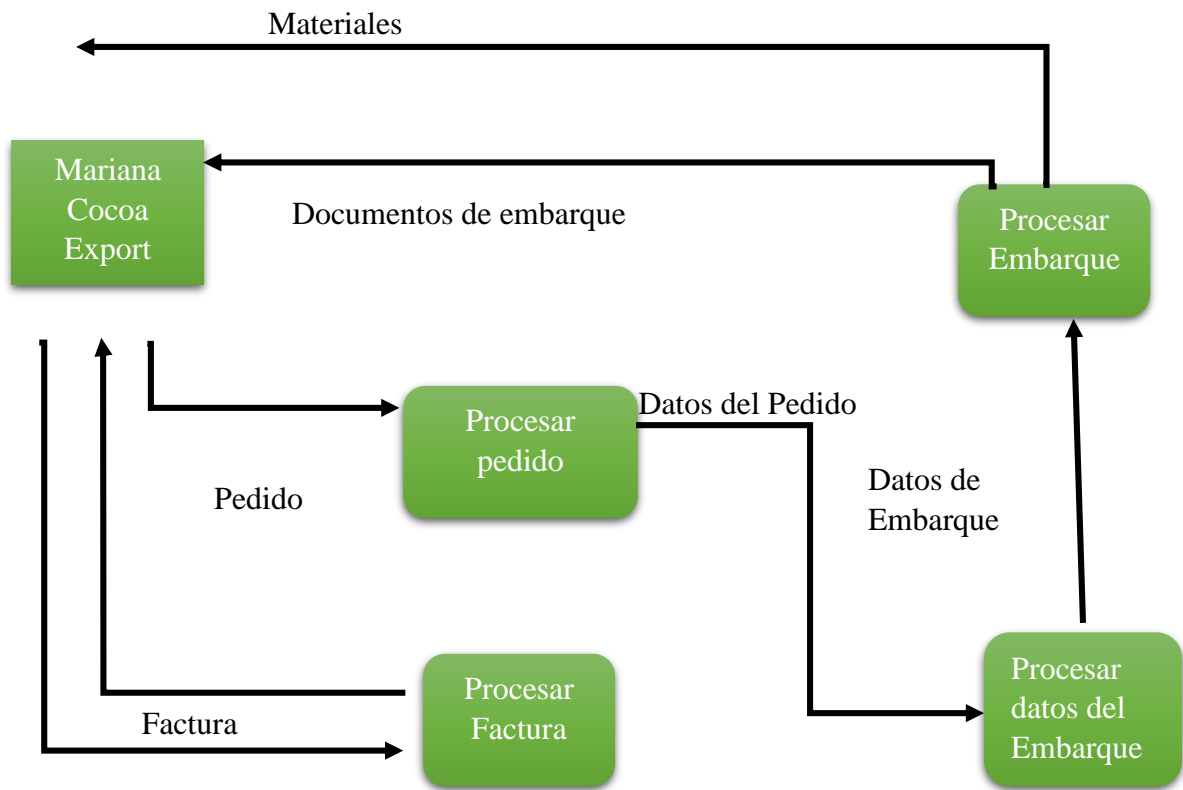 Materiales
Mariana
Cocoa
Export
Documentos de embarque
Procesar
Embarque
Procesar
pedido
Datos del Pedido
Pedido
Datos de
Embarque
Procesar
Factura
Factura
Procesar
datos del
Embarque